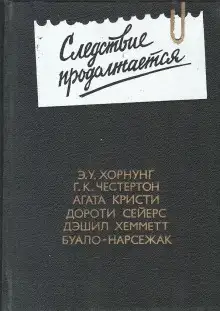 Следствие
продолжается
Э.У. ХОРНУНГ
Г.К. ЧЕСТЕРТОН
АГАТА КРИСТИ
ДОРОТИ СЕЙЕРС
ДЭШИЛ ХЕММЕТТ
БУАЛО-НАРСЕЖАК